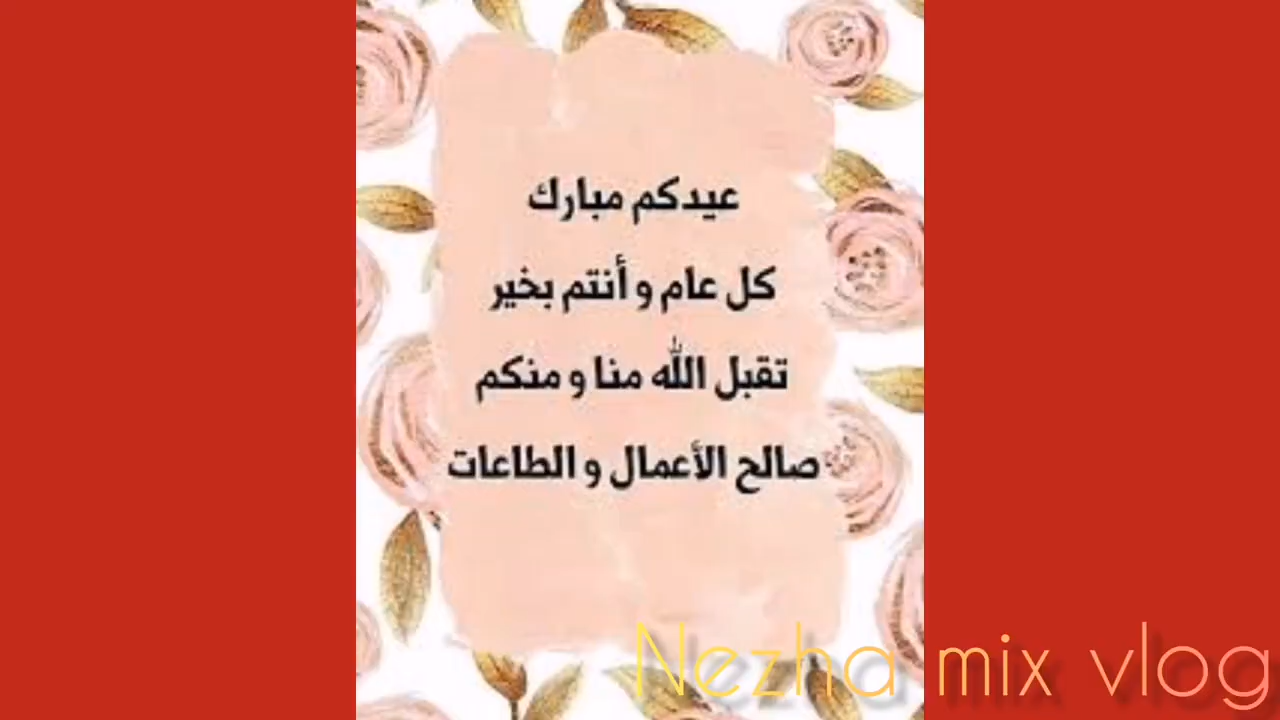 عيدكم مبارك
كل عام و أنتم بخير
تقبل الله منا و منكم
صالح الأعمال و الطاعات
Nezha mix vlog